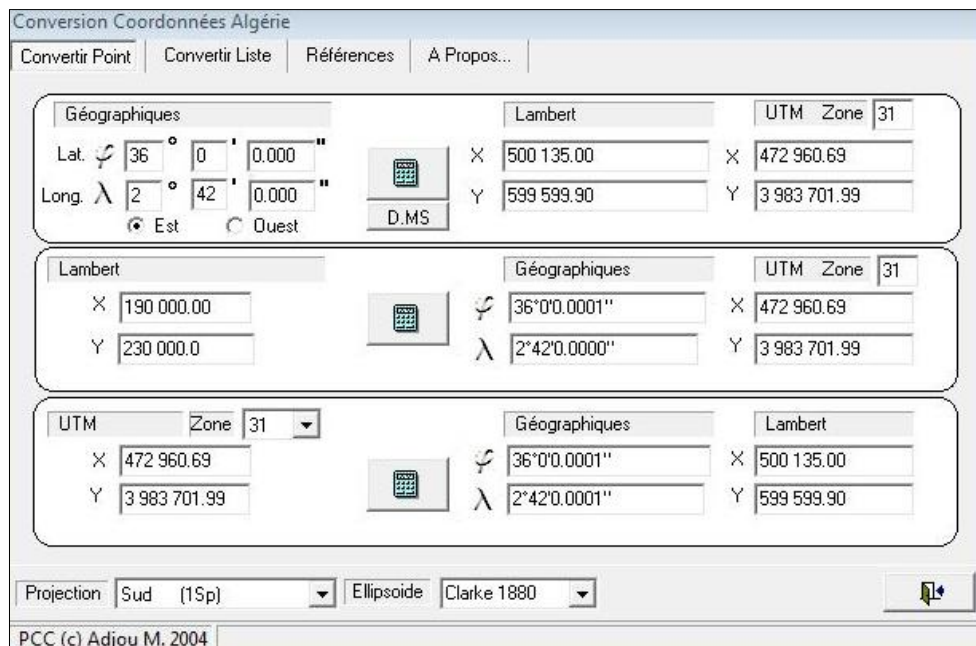 Conversion Coordonnées Algérie
Convertir Point Convertir Liste Références A Propos...
Géographiques Lambert UTM Zone 31
Lat. φ 36 ° 0 ' 0.000 " X 500 135.00 X 472 960.69
Long. λ 2 ° 42 ' 0.000 " Y 599 599.90 Y 3 983 701.99
Est Ouest D.MS
Lambert Géographiques UTM Zone 31
X 190 000.00 φ 36°0'0.0001'' X 472 960.69
Y 230 000.0 λ 2°42'0.0000'' Y 3 983 701.99
UTM Zone 31 Géographiques Lambert
X 472 960.69 φ 36°0'0.0001'' X 500 135.00
Y 3 983 701.99 λ 2°42'0.0001'' Y 599 599.90
Projection Sud (1Sp) Ellipsoide Clarke 1880
PCC (c) Adjou M. 2004